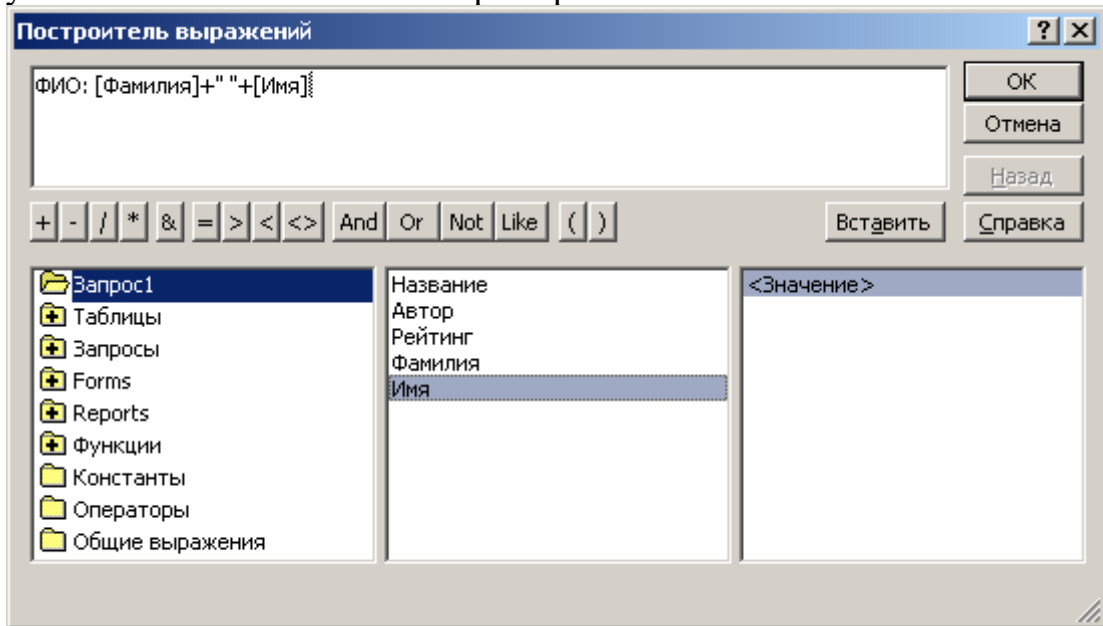 Построитель выражений
ФИО: [Фамилия]+" "+[Имя]
ОК
Отмена
Назад
+ - / * & = > < <> And Or Not Like ( ) Вставить Справка
Запрос1
Таблицы
Запросы
Forms
Reports
Функции
Константы
Операторы
Общие выражения
Название
Автор
Рейтинг
Фамилия
Имя
<Значение>